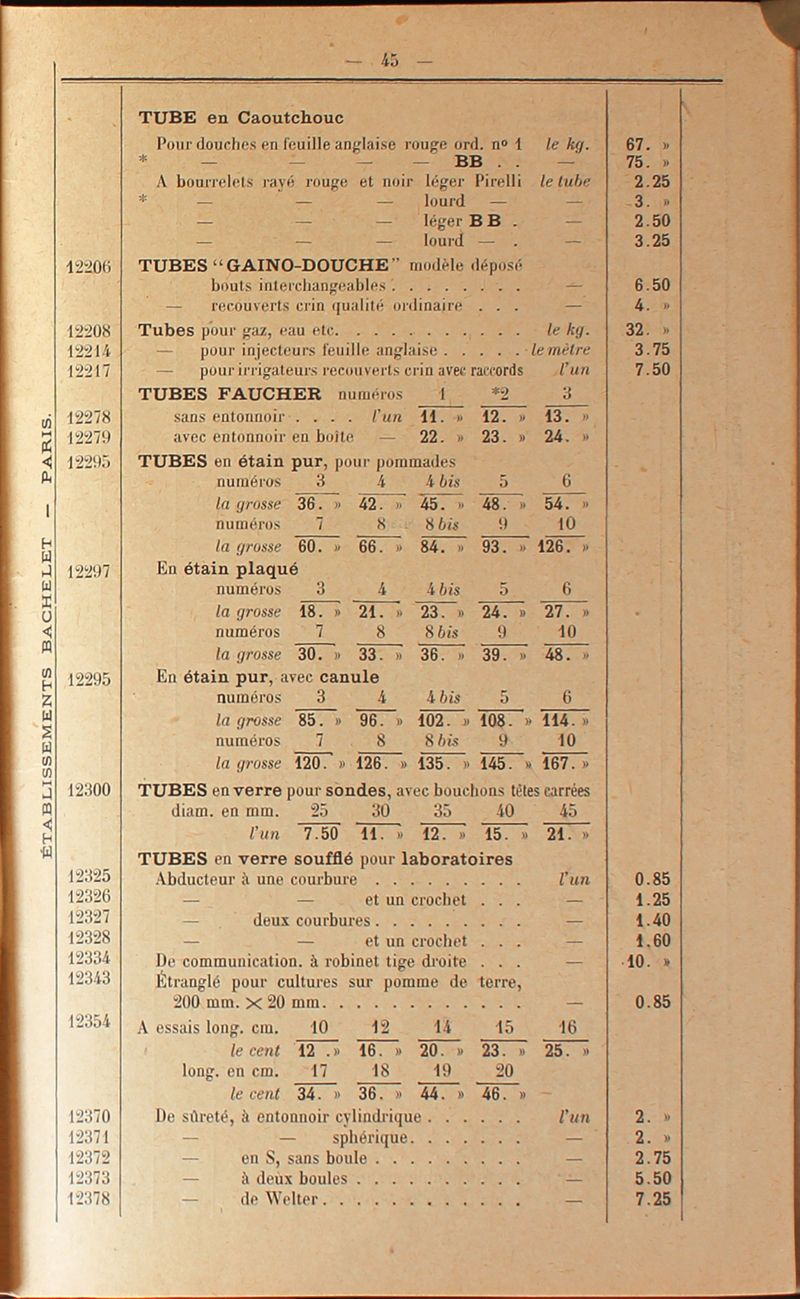 — 45 —
TUBE en Caoutchouc
Pour douches en feuille anglaise rouge ord. n° 1 le kg. 67. »
* — — — — BB . . — 75. »
A bourrelets rayé rouge et noir léger Pirelli le tube 2.25
* — — — lourd — — 3. »
— — — léger B B . — 2.50
— — — lourd — . — 3.25
12206 TUBES “GAINO-DOUCHE” modèle déposé
bouts interchangeables . . . . . . . . — 6.50
— recouverts crin qualité ordinaire . . . — 4. »
12208 Tubes pour gaz, eau etc. . . . . . . . . . . le kg. 32. »
12214 — pour injecteurs feuille anglaise . . . . . le mètre 3.75
12217 — pour irrigateurs recouverts crin avec raccords l'un 7.50
TUBES FAUCHER numéros 1 *2 3
12278 sans entonnoir . . . . l'un 11. » 12. » 13. »
12279 avec entonnoir en boîte — 22. » 23. » 24. »
12295 TUBES en étain pur, pour pommades
numéros 3 4 4 bis 5 6
la grosse 36. » 42. » 45. » 48. » 54. »
numéros 7 8 8 bis 9 10
la grosse 60. » 66. » 84. » 93. » 126. »
12297 En étain plaqué
numéros 3 4 4 bis 5 6
la grosse 18. » 21. » 23. » 24. » 27. »
numéros 7 8 8 bis 9 10
la grosse 30. » 33. » 36. » 39. » 48. »
12295 En étain pur, avec canule
numéros 3 4 4 bis 5 6
la grosse 85. » 96. » 102. » 108. » 114. »
numéros 7 8 8 bis 9 10
la grosse 120. » 126. » 135. » 145. » 167. »
12300 TUBES en verre pour sondes, avec bouchons têtes carrées
diam. en mm. 25 30 35 40 45
l'un 7.50 11. » 12. » 15. » 21. »
TUBES en verre soufflé pour laboratoires
12325 Abducteur à une courbure . . . . . . . . . l'un 0.85
12326 — — et un crochet . . . — 1.25
12327 — deux courbures . . . . . . . . . — 1.40
12328 — — et un crochet . . . — 1.60
12334 De communication. à robinet tige droite . . . — 10. »
12343 Étranglé pour cultures sur pomme de terre,
200 mm. × 20 mm. . . . . . . . . . . . — 0.85
12354 A essais long. cm. 10 12 14 15 16
le cent 12 .» 16. » 20. » 23. » 25. »
long. en cm. 17 18 19 20
le cent 34. » 36. » 44. » 46. »
12370 De sûreté, à entonnoir cylindrique . . . . . . l'un 2. »
12371 — — sphérique. . . . . . . — 2. »
12372 — en S, sans boule . . . . . . . . . — 2.75
12373 — à deux boules . . . . . . . . . . — 5.50
12378 — de Welter. . . . . . . . . . . . — 7.25
ÉTABLISSEMENTS BACHELET — PARIS.